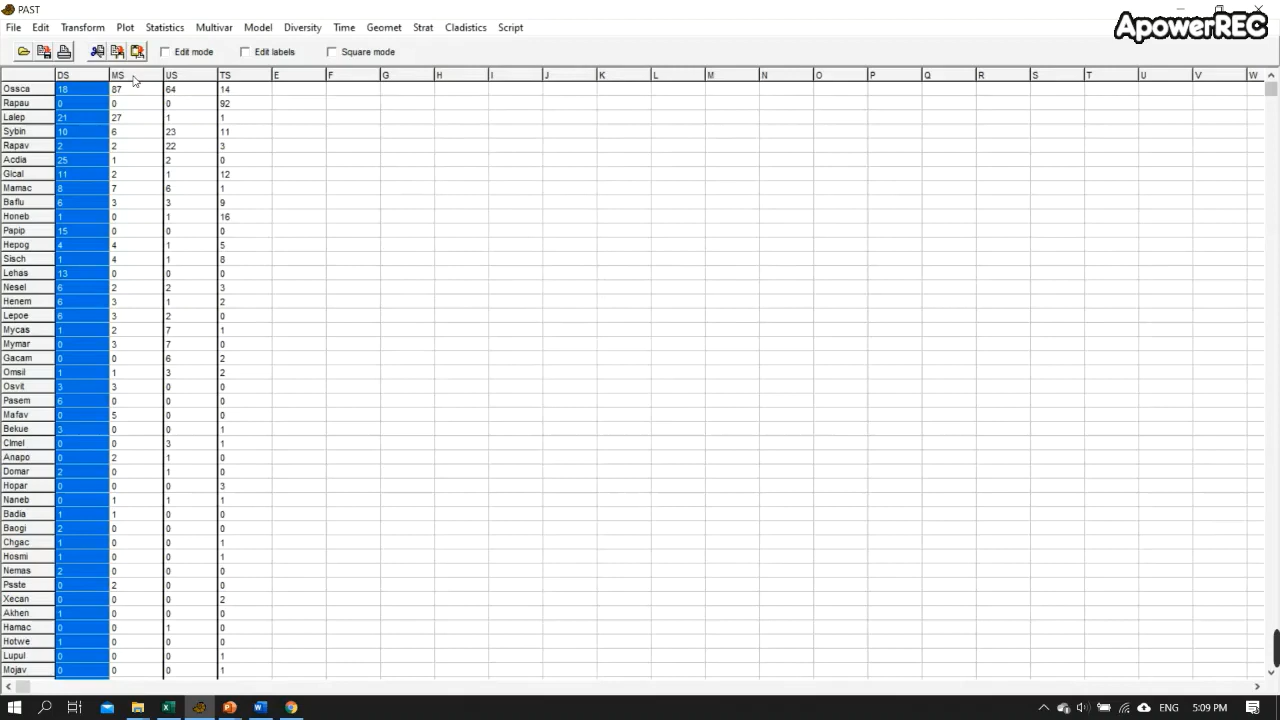 PAST
ApowerREC
File Edit Transform Plot Statistics Multivar Model Diversity Time Geomet Strat Cladistics Script
Edit mode Edit labels Square mode
DS MS US TS E F G H I J K L M N O P Q R S T U V W
Ossca 18 87 64 14
Rapau 0 0 0 92
Lalep 21 27 1 1
Sybin 10 6 23 11
Rapav 2 2 22 3
Acdia 25 1 2 0
Glcal 11 2 1 12
Mamac 8 7 6 1
Baflu 6 3 3 9
Honeb 1 0 1 16
Papip 15 0 0 0
Hepog 4 4 1 5
Sisch 1 4 1 8
Lehas 13 0 0 0
Nesel 6 2 2 3
Henem 6 3 1 2
Lepoe 6 3 2 0
Mycas 1 2 7 1
Mymar 0 3 7 0
Gacam 0 0 6 2
Omsil 1 1 3 2
Osvit 3 3 0 0
Pasem 6 0 0 0
Mafav 0 5 0 0
Bekue 3 0 0 1
Clmel 0 0 3 1
Anapo 0 2 1 0
Domar 2 0 1 0
Hopar 0 0 0 3
Naneb 0 1 1 1
Badia 1 1 0 0
Baogi 2 0 0 0
Chgac 1 0 0 1
Hosmi 1 0 0 1
Nemas 2 0 0 0
Psste 0 2 0 0
Xecan 0 0 0 2
Akhen 1 0 0 0
Hamac 0 0 1 0
Hotwe 1 0 0 0
Lupul 0 0 0 1
Mojav 0 0 0 1
ENG 5:09 PM